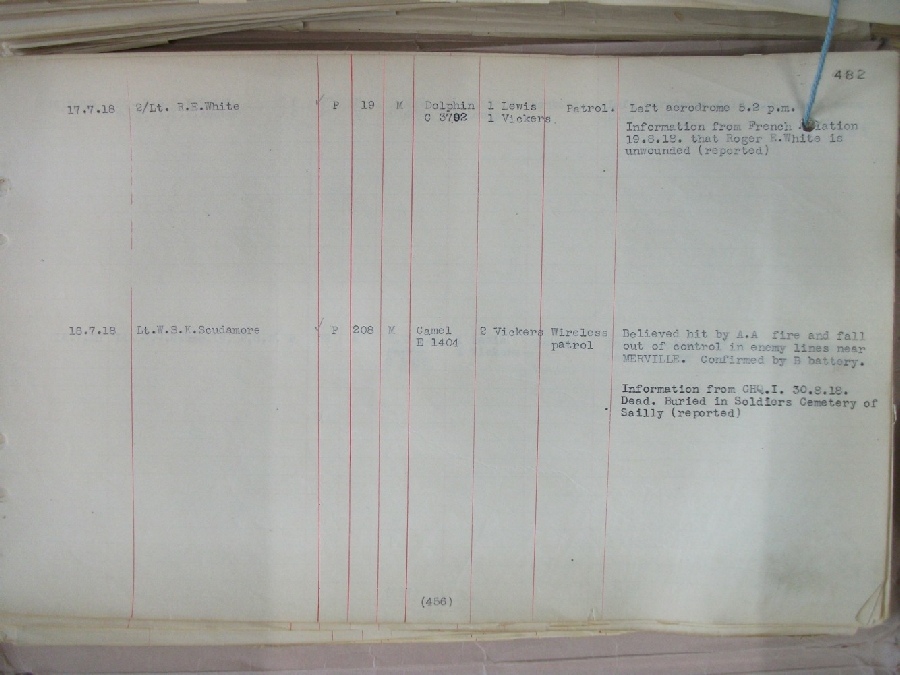 482
17.7.18 2/Lt. R.E.White P 19 M Dolphin 1 Lewis Patrol. Left aerodrome 8.2 p.m.
C 3792 1 Vickers.
Information from French
19.8.18. that Roger E.White is
unwounded (reported)
18.7.18 Lt.W.S.K.Scudamore P 208 M Camel 2 Vickers Wireless Believed hit by A.A fire and fall
E 1404 patrol out of control in enemy lines near
MERVILLE. Confirmed by B battery.
Information from GHQ.I. 30.8.18.
Dead. Buried in Soldiers Cemetery of
Sailly (reported)
(456)